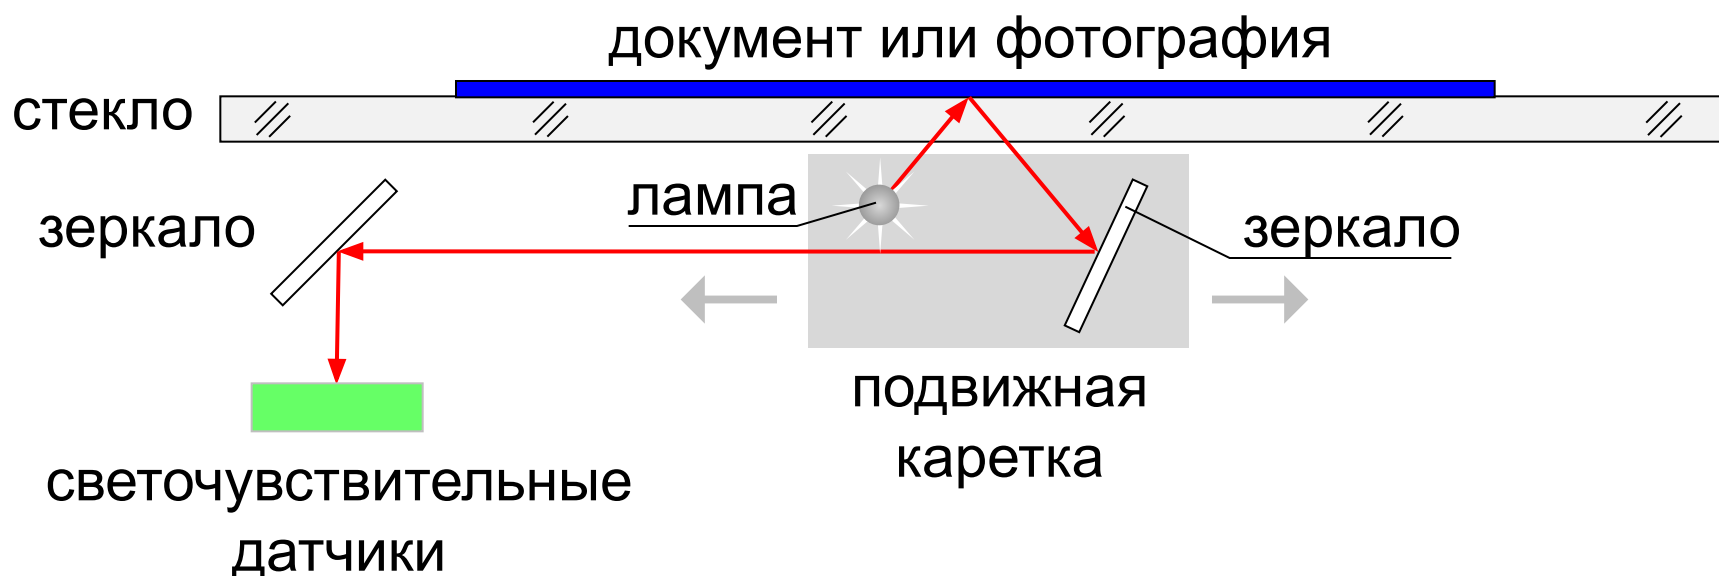 документ или фотография
стекло
лампа
зеркало
зеркало
подвижная
каретка
светочувствительные
датчики